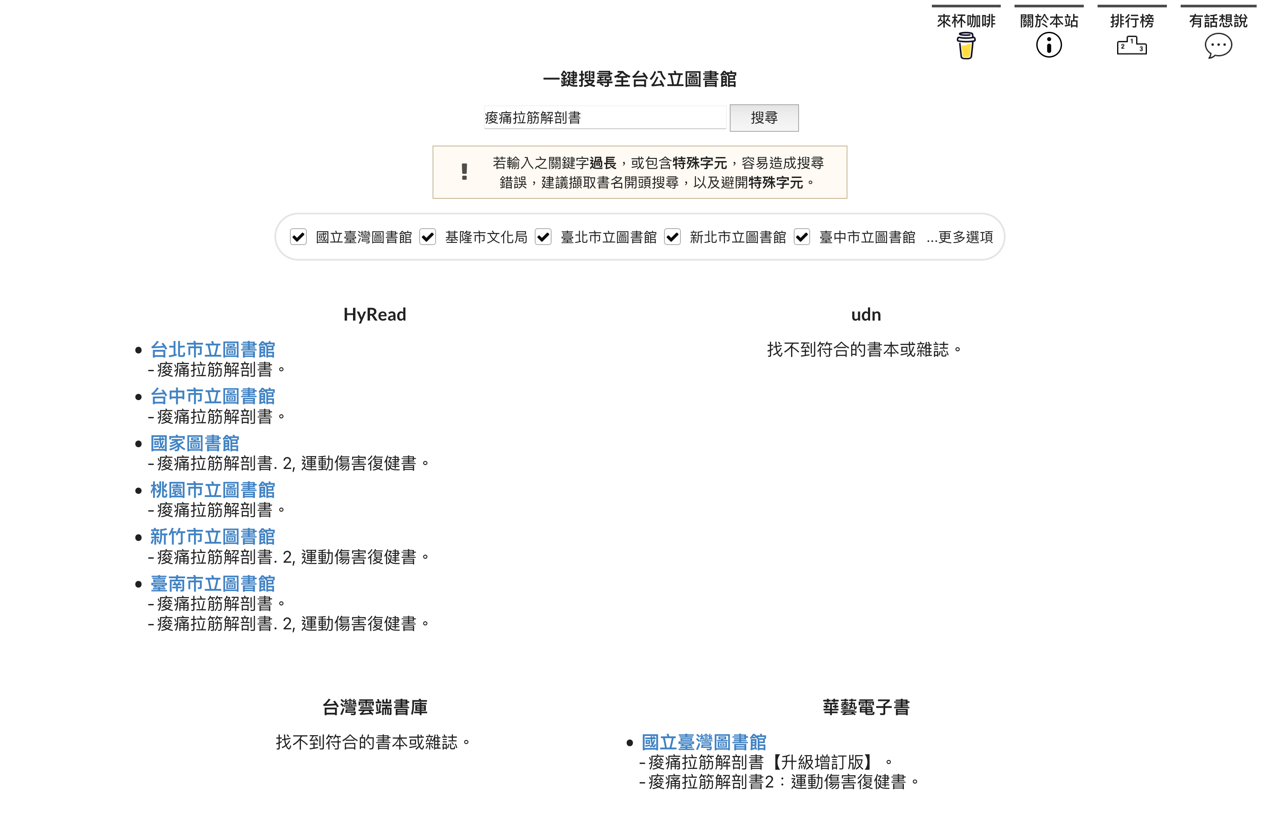 來杯咖啡
關於本站
排行榜
有話想說
一鍵搜尋全台公立圖書館
痠痛拉筋解剖書
搜尋
若輸入之關鍵字過長，或包含特殊字元，容易造成搜尋
錯誤，建議擷取書名開頭搜尋，以及避開特殊字元。
國立臺灣圖書館
基隆市文化局
臺北市立圖書館
新北市立圖書館
臺中市立圖書館
...更多選項
HyRead
• 台北市立圖書館
- 痠痛拉筋解剖書。
• 台中市立圖書館
- 痠痛拉筋解剖書。
• 國家圖書館
- 痠痛拉筋解剖書. 2, 運動傷害復健書。
• 桃園市立圖書館
- 痠痛拉筋解剖書。
• 新竹市立圖書館
- 痠痛拉筋解剖書. 2, 運動傷害復健書。
• 臺南市立圖書館
- 痠痛拉筋解剖書。
- 痠痛拉筋解剖書. 2, 運動傷害復健書。
udn
找不到符合的書本或雜誌。
台灣雲端書庫
找不到符合的書本或雜誌。
華藝電子書
• 國立臺灣圖書館
- 痠痛拉筋解剖書【升級增訂版】。
- 痠痛拉筋解剖書2：運動傷害復健書。